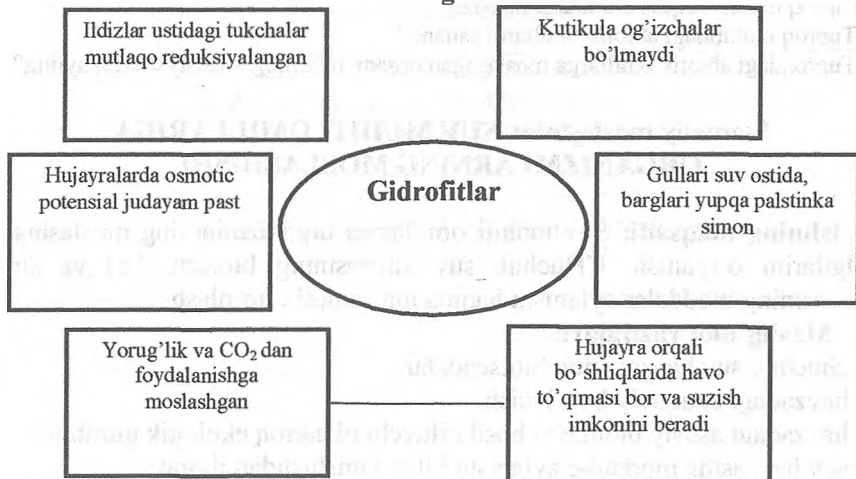 Ildizlar ustidagi tukchalar
mutlaqo reduksiyalangan
Kutikula og'izchalar
bo'lmaydi
Hujayralarda osmotic
potensial judayam past
Gidrofitlar
Gullari suv ostida,
barglari yupqa palstinka
simon
Yorug'lik va CO₂ dan
foydalanishga
moslashgan
Hujayra orqali
bo'shliqlarida havo
to'qimasi bor va suzish
imkonini beradi